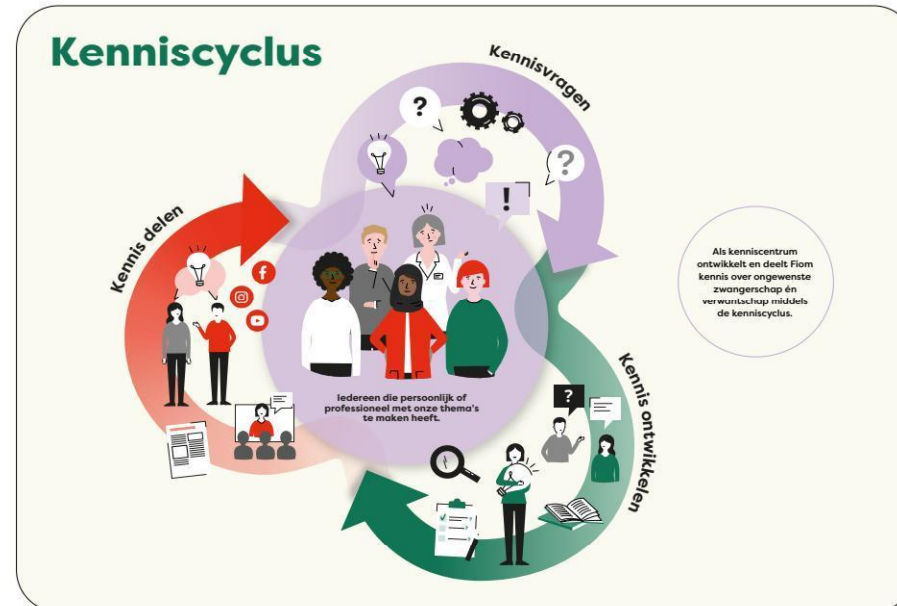 Kenniscyclus
Kennisvragen
?
?
!
Kennis delen
f
Iedereen die persoonlijk of
professioneel met onze thema's
te maken heeft.
Als kenniscentrum
ontwikkelt en deelt Fiom
kennis over ongewenste
zwangerschap én
verwantschap middels
de kenniscyclus.
?
Kennis ontwikkelen